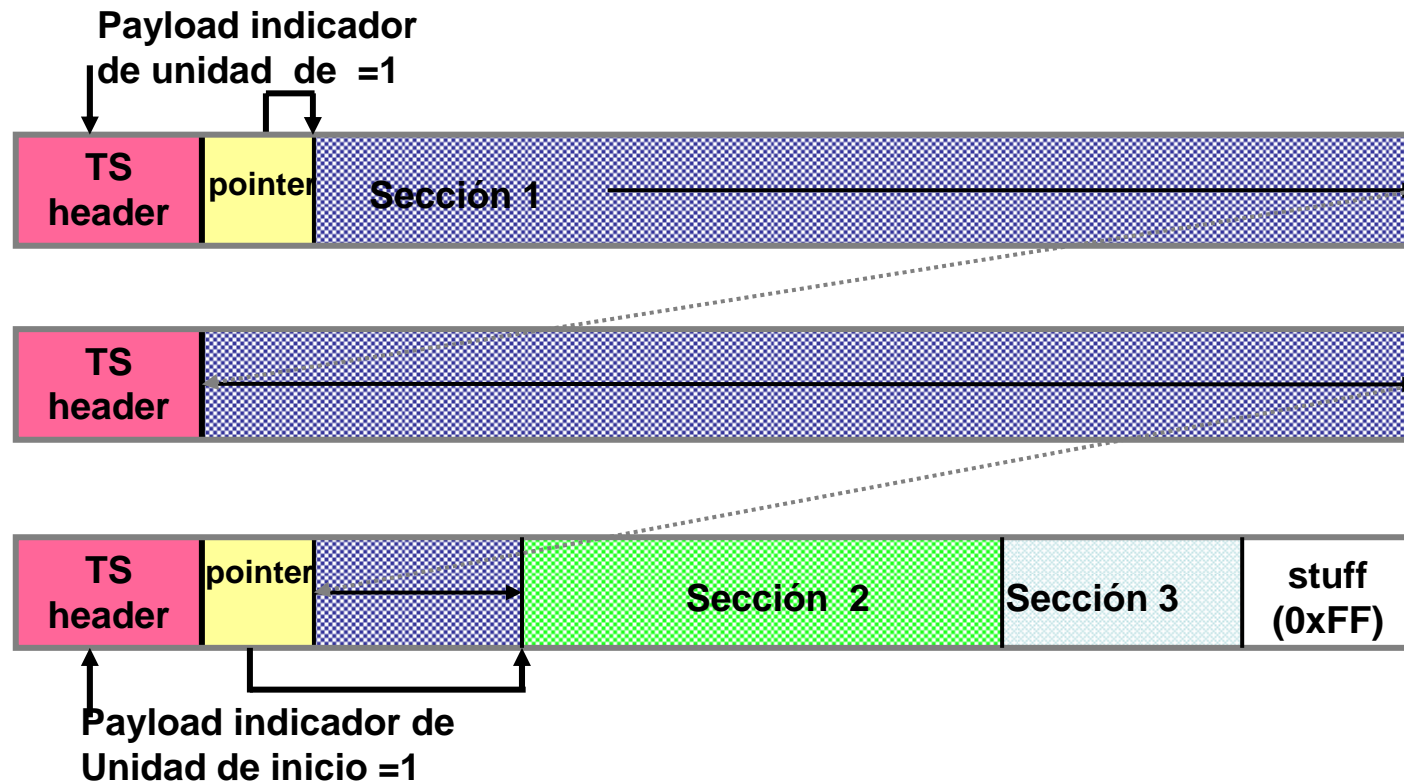 Payload indicador
de unidad de =1
TS
header
pointer
Sección 1
TS
header
TS
header
pointer
Sección 2
Sección 3
stuff
(0xFF)
Payload indicador de
Unidad de inicio =1